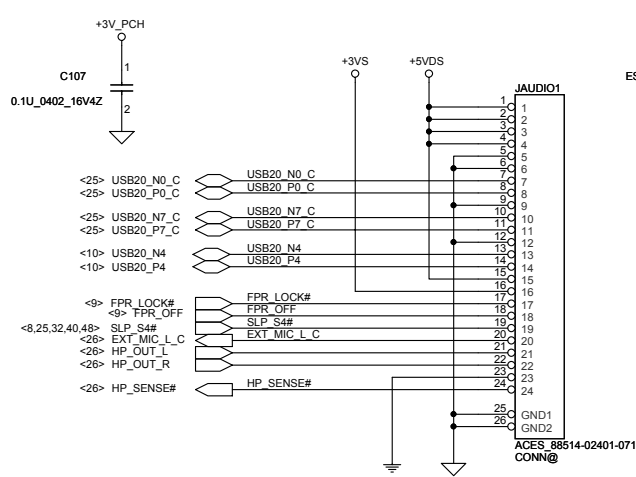 +3V_PCH
C107
1
2
0.1U_0402_16V4Z
+3VS
+5VDS
ES
JAUDIO1
1 1
2 2
3 3
4 4
5 5
6 6
<25> USB20_N0_C USB20_N0_C 7 7
<25> USB20_P0_C USB20_P0_C 8 8
9 9
<25> USB20_N7_C USB20_N7_C 10 10
<25> USB20_P7_C USB20_P7_C 11 11
12 12
<10> USB20_N4 USB20_N4 13 13
<10> USB20_P4 USB20_P4 14 14
15 15
16 16
<9> FPR_LOCK# FPR_LOCK# 17 17
<9> FPR_OFF FPR_OFF 18 18
<8,25,32,40,48> SLP_S4# SLP_S4# 19 19
<26> EXT_MIC_L_C EXT_MIC_L_C 20 20
<26> HP_OUT_L 21 21
<26> HP_OUT_R 22 22
23 23
<26> HP_SENSE# HP_SENSE# 24 24
25 GND1
26 GND2
ACES_88514-02401-071
CONN@